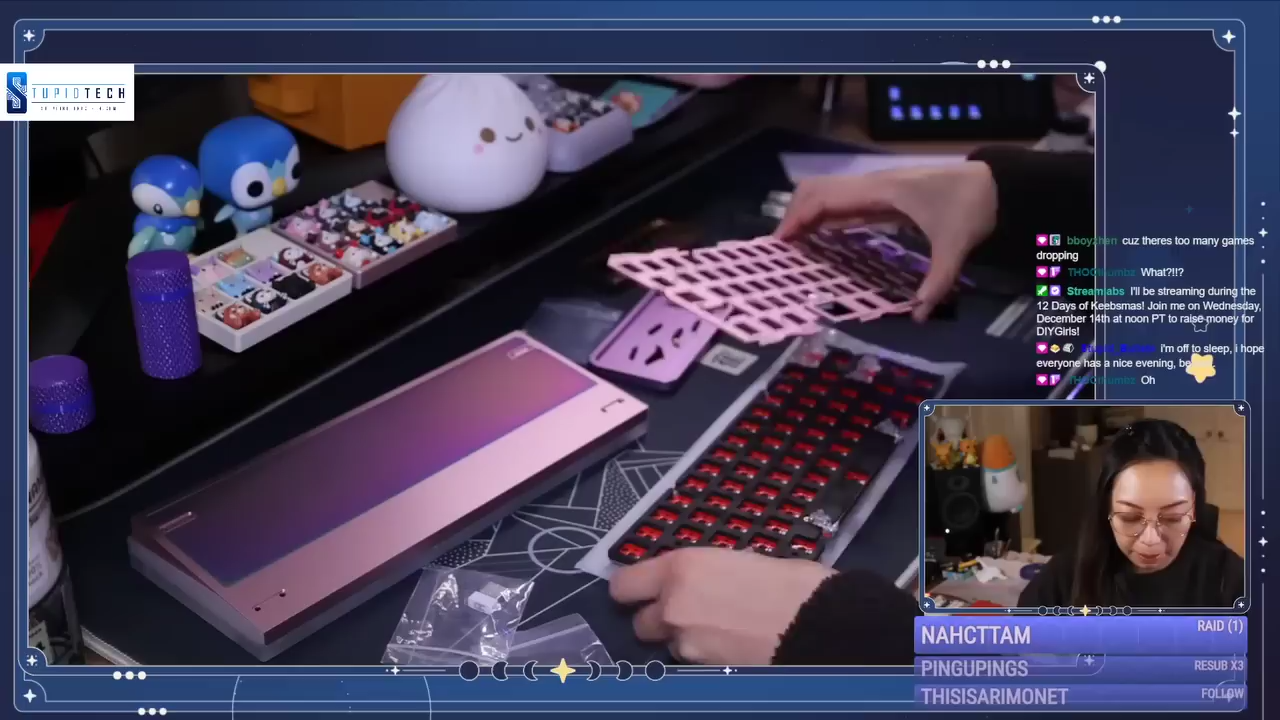 STUPIDTECH
bboyzhen cuz theres too many games
dropping
What?!!?
Streamlabs I'll be streaming during the
12 Days of Keebsmas! Join me on Wednesday,
December 14th at noon PT to raise money for
DIYGirls!
i'm off to sleep, i hope
everyone has a nice evening,
Oh
NAHCTTAM RAID (1)
PINGUPINGS RESUB X3
THISISARIMONET FOLLOW